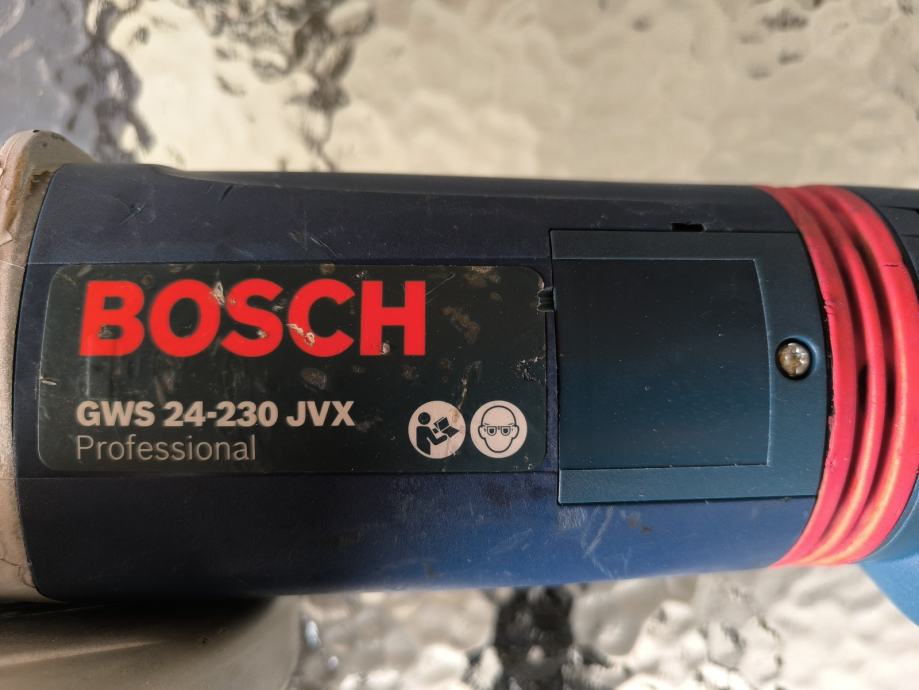 BOSCH
GWS 24-230 JVX
Professional